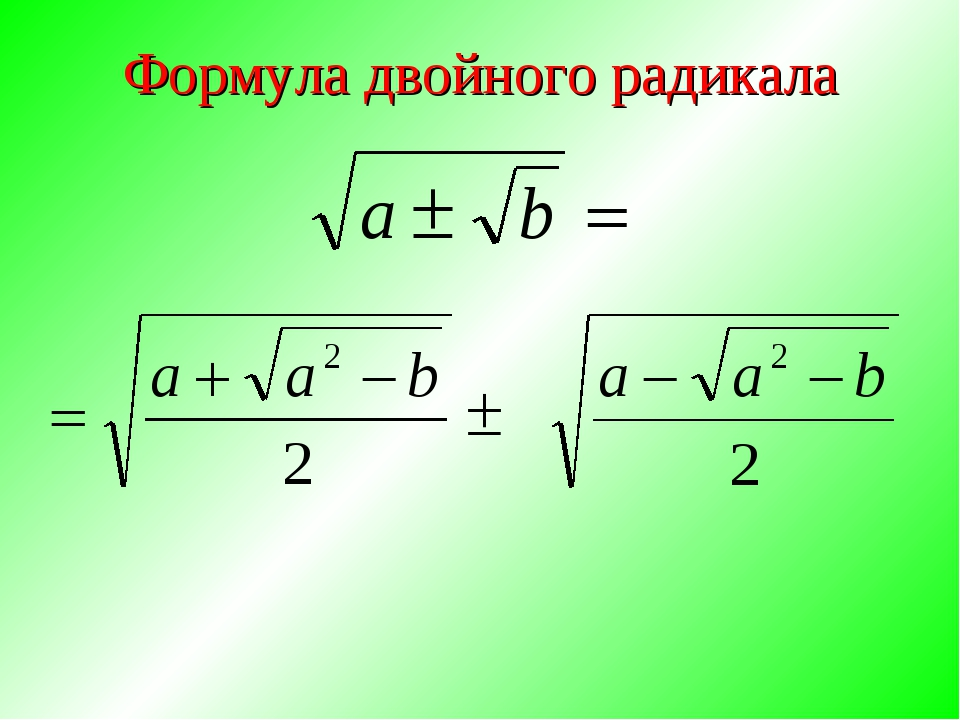 Формула двойного радикала
√(a ± √b) =
= √((a + √(a² − b))/2) ± √((a − √(a² − b))/2)